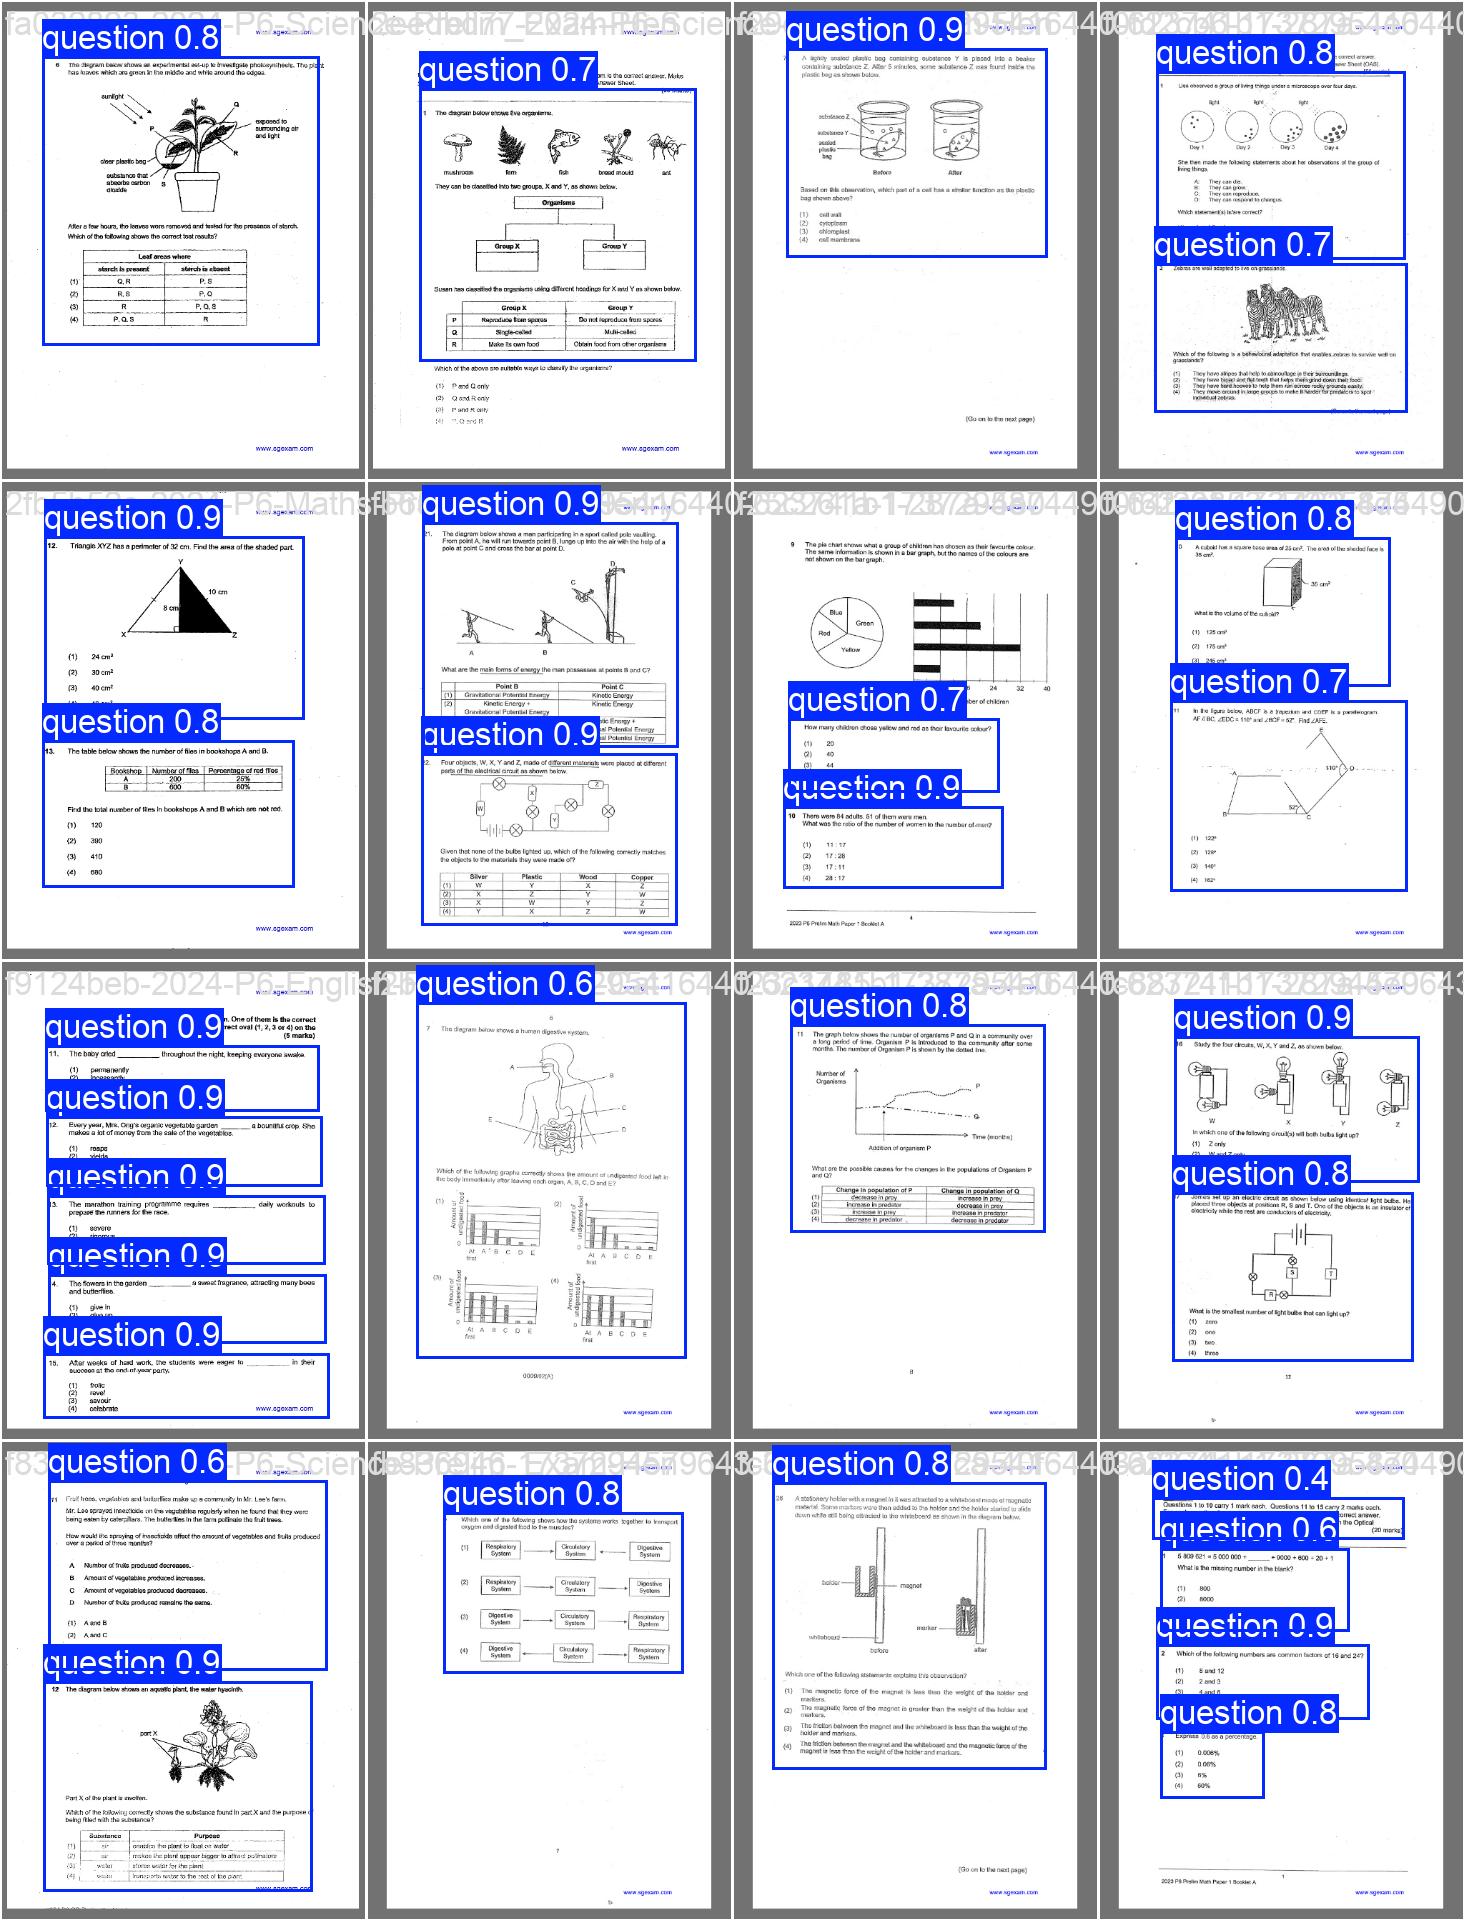 question 0.8
www.sgexam.com
6 The diagram below shows an experimental set-up to investigate photosynthesis. The plant
has leaves which are green in the middle and white around the edges.
sunlight
Q
P
exposed to
surrounding air
and light
R
clear plastic bag
substance that
absorbs carbon
dioxide
S
After a few hours, the leaves were removed and tested for the presence of starch.
Which of the following shows the correct test results?
Leaf areas where
starch is present starch is absent
(1) Q, R P, S
(2) R, S P, Q
(3) R P, Q, S
(4) P, Q, S R
www.sgexam.com
question 0.7
1 The diagram below shows five organisms.
mushroom fern fish bread mould ant
They can be classified into two groups, X and Y, as shown below.
Organisms
Group X Group Y
Susan has classified the organisms using different headings for X and Y as shown below.
Group X Group Y
P Reproduce from spores Do not reproduce from spores
Q Single-celled Multi-celled
R Make its own food Obtain food from other organisms
Which of the above are suitable ways to classify the organisms?
(1) P and Q only
(2) Q and R only
(3) P and R only
(4) P, Q and R
www.sgexam.com
question 0.9
A tightly sealed plastic bag containing substance Y is placed into a beaker
containing substance Z. After 5 minutes, some substance Z was found inside the
plastic bag as shown below.
substance Z
substance Y
sealed
plastic
bag
Before After
Based on this observation, which part of a cell has a similar function as the plastic
bag shown above?
(1) cell wall
(2) cytoplasm
(3) chloroplast
(4) cell membrane
(Go on to the next page)
www.sgexam.com
question 0.8
1 Lisa observed a group of living things under a microscope over four days.
light light light
Day 1 Day 2 Day 3 Day 4
She then made the following statements about her observations of the group of
living things.
A: They can die.
B: They can grow.
C: They can reproduce.
D: They can respond to changes.
Which statement(s) is/are correct?
question 0.7
2 Zebras are well adapted to live on grasslands.
Which of the following is a behavioural adaptation that enables zebras to survive well on
grasslands?
(1) They have stripes that help to camouflage in their surroundings.
(2) They have broad and flat teeth that helps them grind down their food.
(3) They have hard hooves to help them run across rocky grounds easily.
(4) They move around in large groups to make it harder for predators to spot
individual zebras.
www.sgexam.com
question 0.9
12. Triangle XYZ has a perimeter of 32 cm. Find the area of the shaded part.
Y
10 cm
8 cm
X Z
(1) 24 cm²
(2) 30 cm²
(3) 40 cm²
question 0.8
13. The table below shows the number of files in bookshops A and B.
Bookshop Number of files Percentage of red files
A 200 25%
B 600 60%
Find the total number of files in bookshops A and B which are not red.
(1) 120
(2) 390
(3) 410
(4) 680
www.sgexam.com
question 0.9
21. The diagram below shows a man participating in a sport called pole vaulting.
From point A, he will run towards point B, lunge up into the air with the help of a
pole at point C and cross the bar at point D.
D
C
A B
What are the main forms of energy the man possesses at points B and C?
Point B Point C
(1) Gravitational Potential Energy Kinetic Energy
(2) Kinetic Energy + Kinetic Energy
Gravitational Potential Energy
question 0.9
22. Four objects, W, X, Y and Z, made of different materials were placed at different
parts of the electrical circuit as shown below.
Z
X
W
Y
Given that none of the bulbs lighted up, which of the following correctly matches
the objects to the materials they were made of?
Silver Plastic Wood Copper
(1) W Y X Z
(2) X Z Y W
(3) X W Y Z
(4) Y X Z W
www.sgexam.com
9 The pie chart shows what a group of children has chosen as their favourite colour.
The same information is shown in a bar graph, but the names of the colours are
not shown on the bar graph.
Blue
Green
Red
Yellow
16 24 32 40
question 0.7
How many children chose yellow and red as their favourite colour?
(1) 20
(2) 40
(3) 44
question 0.9
10 There were 84 adults. 51 of them were men.
What was the ratio of the number of women to the number of men?
(1) 11 : 17
(2) 17 : 28
(3) 17 : 11
(4) 28 : 17
4
2023 P6 Prelim Math Paper 1 Booklet A
www.sgexam.com
question 0.8
A cuboid has a square base area of 25 cm². The area of the shaded face is
35 cm².
35 cm²
What is the volume of the cuboid?
(1) 125 cm³
(2) 175 cm³
(3) 245 cm³
question 0.7
11 In the figure below, ABCF is a trapezium and CDEF is a parallelogram.
AF // BC, ∠EDC = 110° and ∠BCF = 52°. Find ∠AFE.
E
A
110°
D
B
52°
C
(1) 122°
(2) 128°
(3) 140°
(4) 162°
www.sgexam.com
question 0.9
One of them is the correct
(1, 2, 3 or 4) on the
(5 marks)
11. The baby cried throughout the night, keeping everyone awake.
(1) permanently
(2) incessantly
question 0.9
12. Every year, Mrs. Ong's organic vegetable garden a bountiful crop. She
makes a lot of money from the sale of the vegetables.
(1) reaps
(2) yields
question 0.9
13. The marathon training programme requires daily workouts to
prepare the runners for the race.
(1) severe
(2) rigorous
question 0.9
4. The flowers in the garden a sweet fragrance, attracting many bees
and butterflies.
(1) give in
(2) give up
question 0.9
15. After weeks of hard work, the students were eager to in their
success at the end-of-year party.
(1) frolic
(2) revel
(3) savour
(4) celebrate
www.sgexam.com
question 0.6
6
7 The diagram below shows a human digestive system.
A
B
C
E
D
Which of the following graphs correctly shows the amount of undigested food left in
the body immediately after leaving each organ, A, B, C, D and E?
(1) (2)
Amount of undigested food
At first A B C D E
(3) (4)
Amount of undigested food
At first A B C D E
0009/02(A)
www.sgexam.com
question 0.8
11 The graph below shows the number of organisms P and Q in a community over
a long period of time. Organism P is introduced to the community after some
months. The number of Organism P is shown by the dotted line.
Number of
Organisms
P
Q
Time (months)
Addition of organism P
What are the possible causes for the changes in the populations of Organism P
and Q?
Change in population of P Change in population of Q
(1) decrease in prey decrease in prey
(2) increase in predator decrease in prey
(3) increase in prey increase in predator
(4) decrease in predator decrease in predator
8
www.sgexam.com
question 0.9
16 Study the four circuits, W, X, Y and Z, as shown below.
W X Y Z
In which one of the following circuit(s) will both bulbs light up?
(1) Z only
(2) W and Z only
question 0.8
James set up an electric circuit as shown below using identical light bulbs. He
placed three objects at positions R, S and T. One of the objects is an insulator of
electricity while the rest are conductors of electricity.
S T
R
What is the smallest number of light bulbs that can light up?
(1) zero
(2) one
(3) two
(4) three
12
www.sgexam.com
question 0.6
11 Fruit trees, vegetables and butterflies make up a community in Mr. Lee's farm.
Mr. Lee sprayed insecticide on the vegetables regularly when he found that they were
being eaten by caterpillars. The butterflies in the farm pollinate the fruit trees.
How would the spraying of insecticide affect the amount of vegetables and fruits produced
over a period of three months?
A Number of fruits produced decreases.
B Amount of vegetables produced increases.
C Amount of vegetables produced decreases.
D Number of fruits produced remains the same.
(1) A and B
(2) A and C
question 0.9
12 The diagram below shows an aquatic plant, the water hyacinth.
part X
Part X of the plant is swollen.
Which of the following correctly shows the substance found in part X and the purpose of
being filled with the substance?
Substance Purpose
(1) air enables the plant to float on water
(2) air makes the plant appear bigger to attract pollinators
(3) water stores water for the plant
(4) water transports water to the rest of the plant
www.sgexam.com
question 0.8
Which one of the following shows how the systems works together to transport
oxygen and digested food to the muscles?
(1) Respiratory System Circulatory System Digestive System
(2) Respiratory System Circulatory System Digestive System
(3) Digestive System Circulatory System Respiratory System
(4) Digestive System Circulatory System Respiratory System
7
www.sgexam.com
question 0.8
28 A stationery holder with a magnet in it was attracted to a whiteboard made of magnetic
material. Some markers were then added to the holder and the holder started to slide
down while still being attracted to the whiteboard as shown in the diagram below.
holder
magnet
marker
whiteboard
before after
Which one of the following statements explains this observation?
(1) The magnetic force of the magnet is less than the weight of the holder and
markers.
(2) The magnetic force of the magnet is greater than the weight of the holder and
markers.
(3) The friction between the magnet and the whiteboard is less than the weight of the
holder and markers.
(4) The friction between the magnet and the whiteboard and the magnetic force of the
magnet is less than the weight of the holder and markers.
(Go on to the next page)
www.sgexam.com
question 0.4
Questions 1 to 10 carry 1 mark each. Questions 11 to 15 carry 2 marks each.
correct answer.
the Optical
(20 marks)
question 0.6
1 5 809 621 = 5 000 000 + + 9000 + 600 + 20 + 1
What is the missing number in the blank?
(1) 800
(2) 8000
question 0.9
2 Which of the following numbers are common factors of 16 and 24?
(1) 8 and 12
(2) 2 and 3
(3) 4 and 6
question 0.8
Express 0.6 as a percentage.
(1) 0.006%
(2) 0.06%
(3) 6%
(4) 60%
1
2023 P6 Prelim Math Paper 1 Booklet A
www.sgexam.com